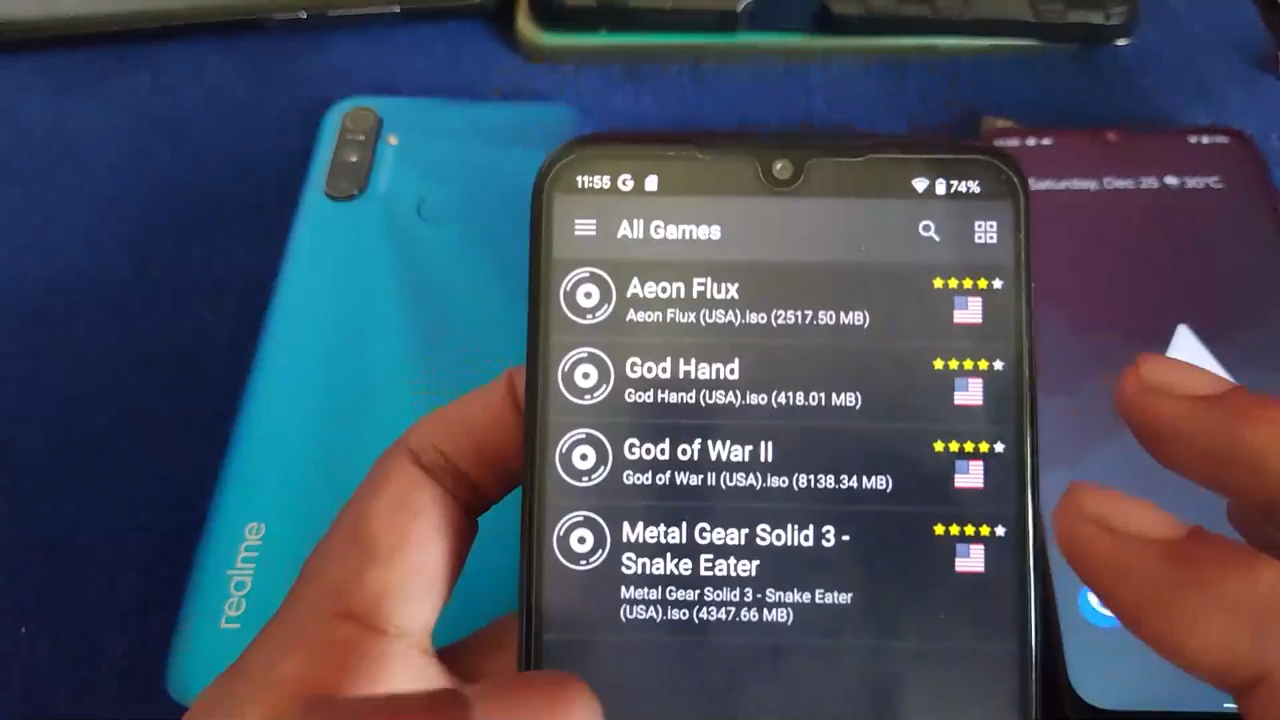 11:55
74%
All Games
Aeon Flux
Aeon Flux (USA).iso (2517.50 MB)
God Hand
God Hand (USA).iso (418.01 MB)
God of War II
God of War II (USA).iso (8138.34 MB)
Metal Gear Solid 3 -
Snake Eater
Metal Gear Solid 3 - Snake Eater
(USA).iso (4347.66 MB)
realme
Saturday, Dec 25 30°C